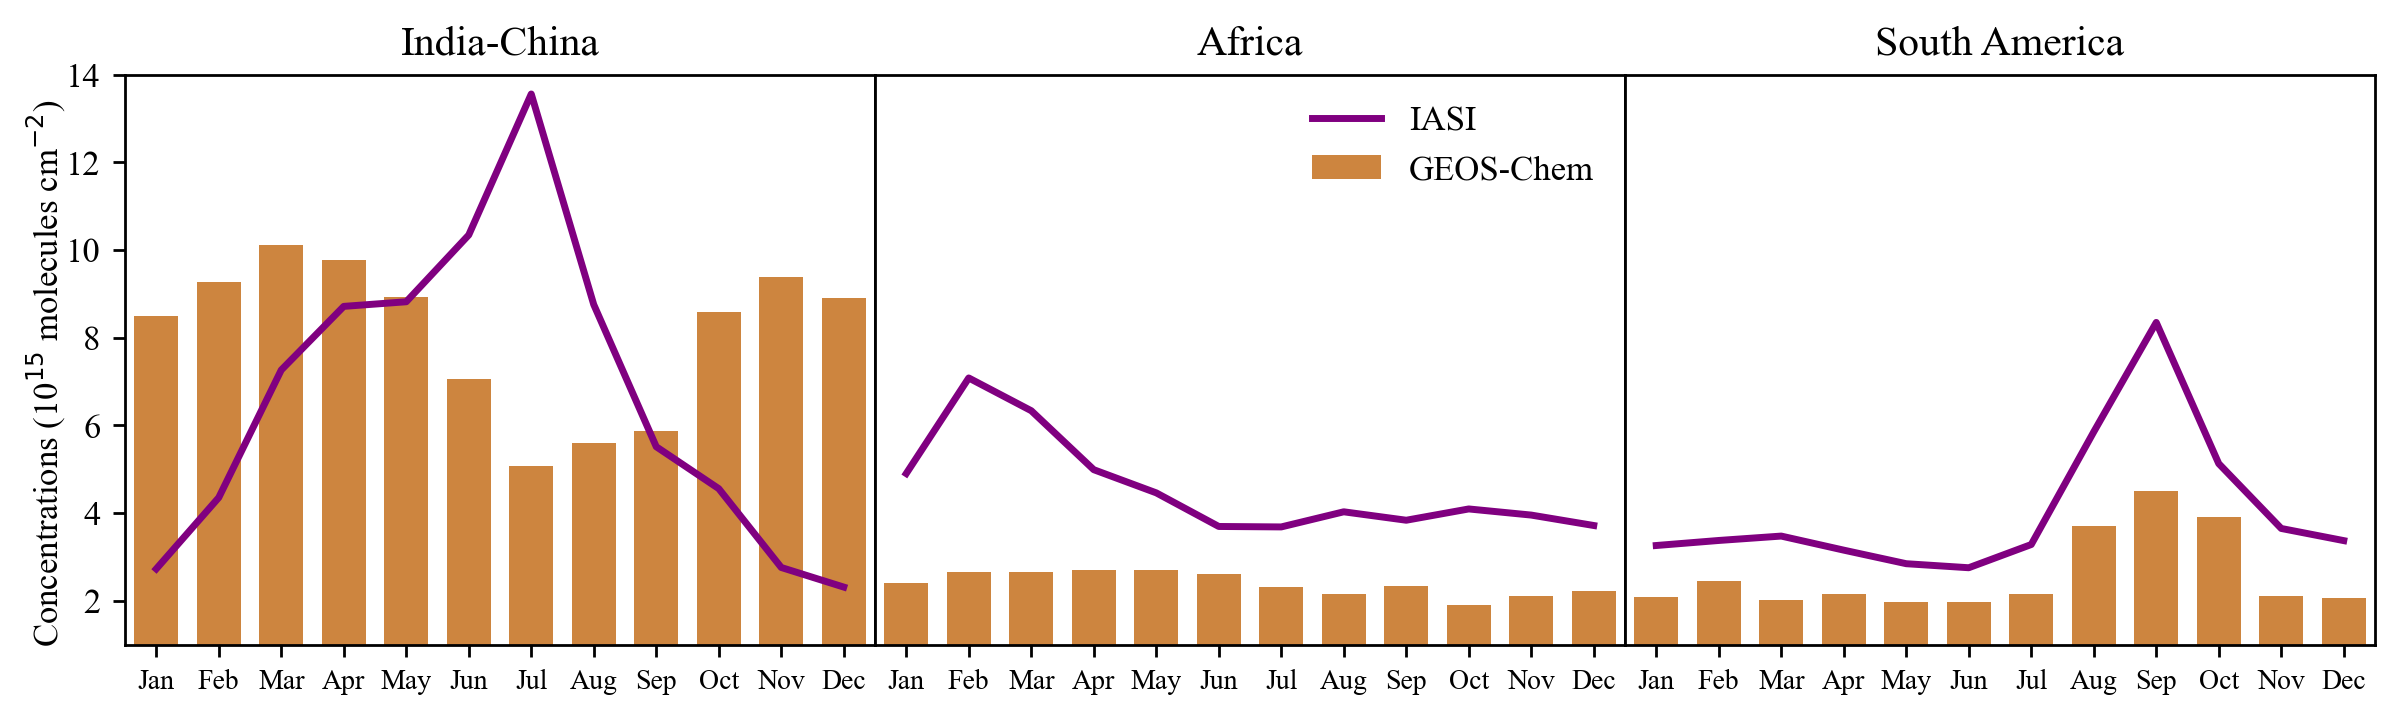 India-China
Africa
South America
Concentrations (10¹⁵ molecules cm⁻²)
14
12
10
8
6
4
2
IASI
GEOS-Chem
Jan Feb Mar Apr May Jun Jul Aug Sep Oct Nov Dec Jan Feb Mar Apr May Jun Jul Aug Sep Oct Nov Dec Jan Feb Mar Apr May Jun Jul Aug Sep Oct Nov Dec